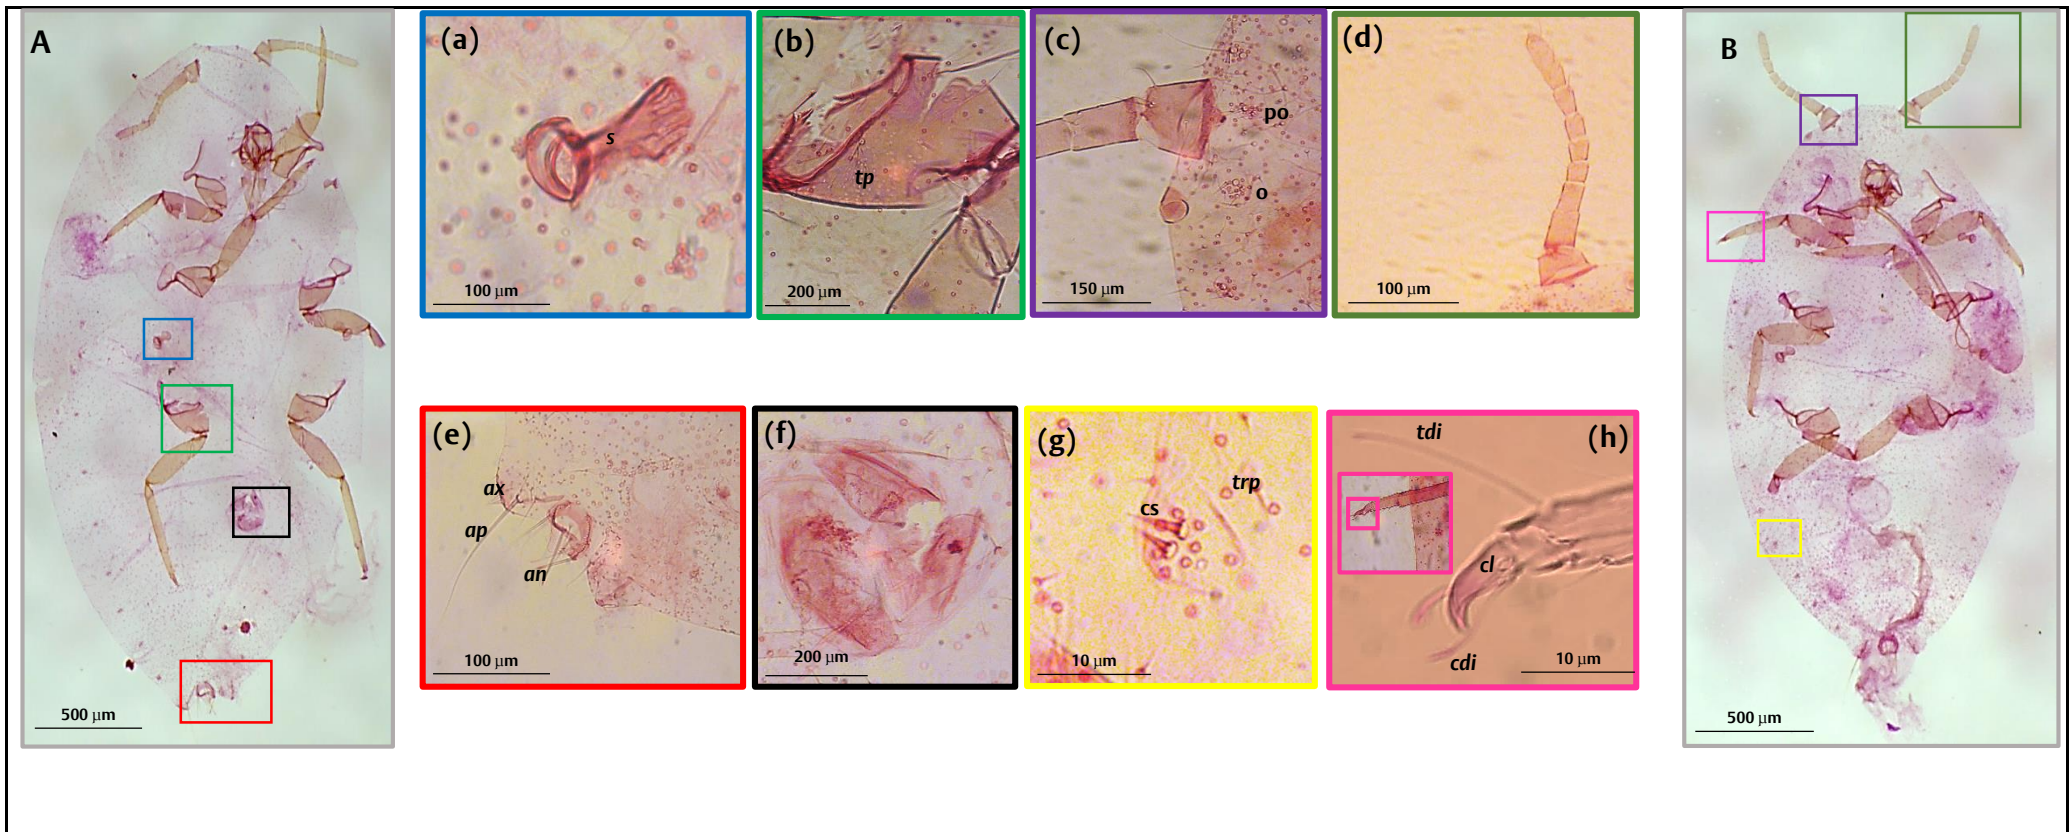 A
500 μm
(a)
s
100 μm
(b)
tp
200 μm
(c)
po
o
150 μm
(d)
100 μm
(e)
ax
ap
an
100 μm
(f)
200 μm
(g)
cs
trp
10 μm
(h)
tdi
cl
cdi
10 μm
B
500 μm